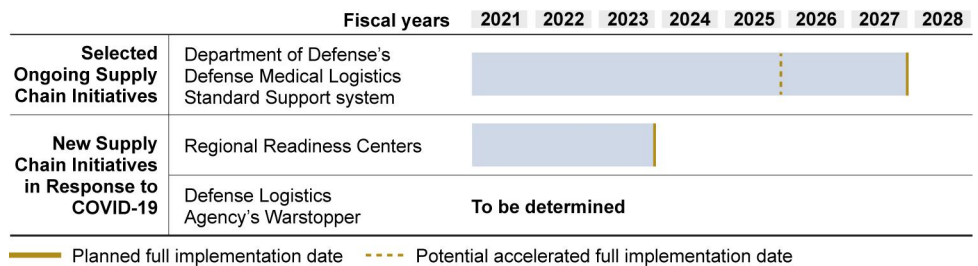 Fiscal years 2021 2022 2023 2024 2025 2026 2027 2028
Selected
Ongoing Supply
Chain Initiatives
Department of Defense's
Defense Medical Logistics
Standard Support system
New Supply
Chain Initiatives
in Response to
COVID-19
Regional Readiness Centers
Defense Logistics
Agency's Warstopper
To be determined
Planned full implementation date
Potential accelerated full implementation date